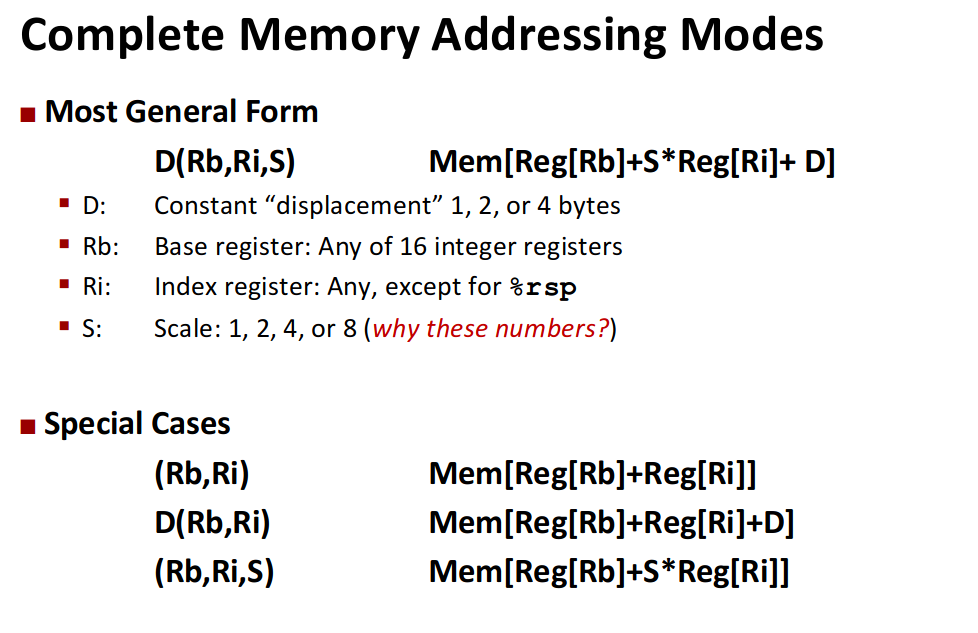 Complete Memory Addressing Modes
■ Most General Form
D(Rb,Ri,S) Mem[Reg[Rb]+S*Reg[Ri]+ D]
▪ D: Constant “displacement” 1, 2, or 4 bytes
▪ Rb: Base register: Any of 16 integer registers
▪ Ri: Index register: Any, except for %rsp
▪ S: Scale: 1, 2, 4, or 8 (why these numbers?)
■ Special Cases
(Rb,Ri) Mem[Reg[Rb]+Reg[Ri]]
D(Rb,Ri) Mem[Reg[Rb]+Reg[Ri]+D]
(Rb,Ri,S) Mem[Reg[Rb]+S*Reg[Ri]]